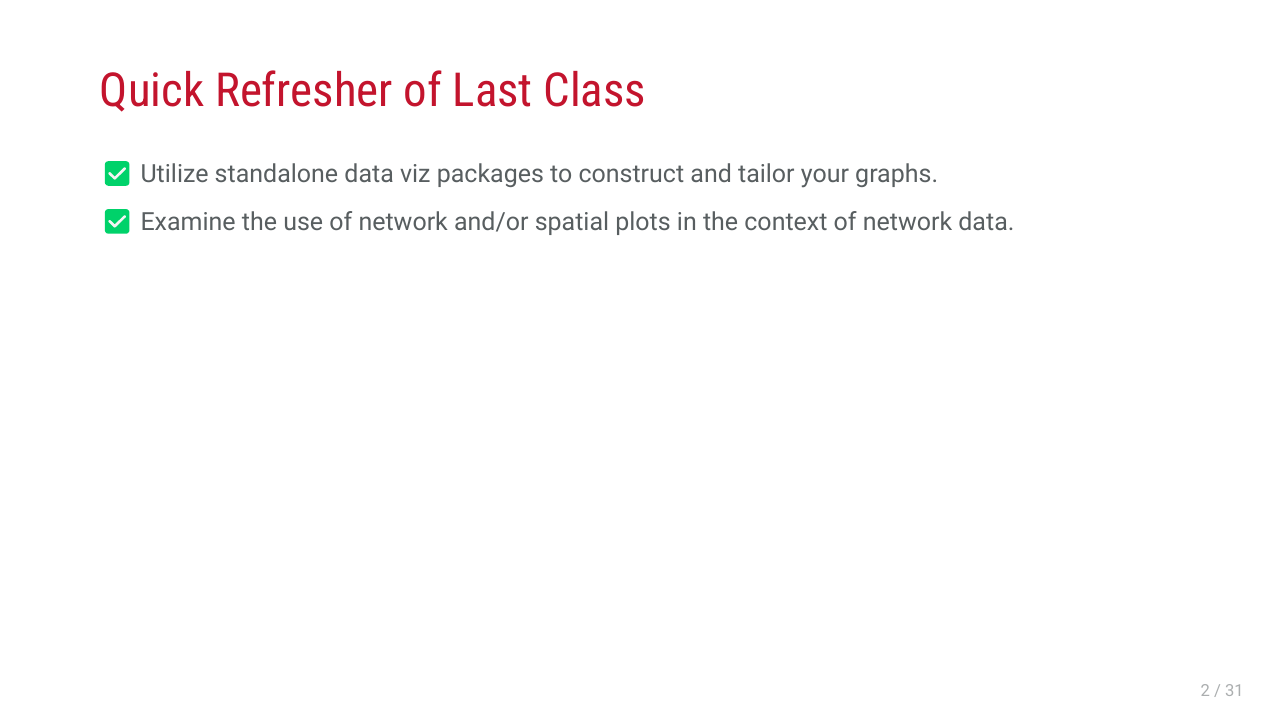 Quick Refresher of Last Class
✅ Utilize standalone data viz packages to construct and tailor your graphs.
✅ Examine the use of network and/or spatial plots in the context of network data.
2 / 31